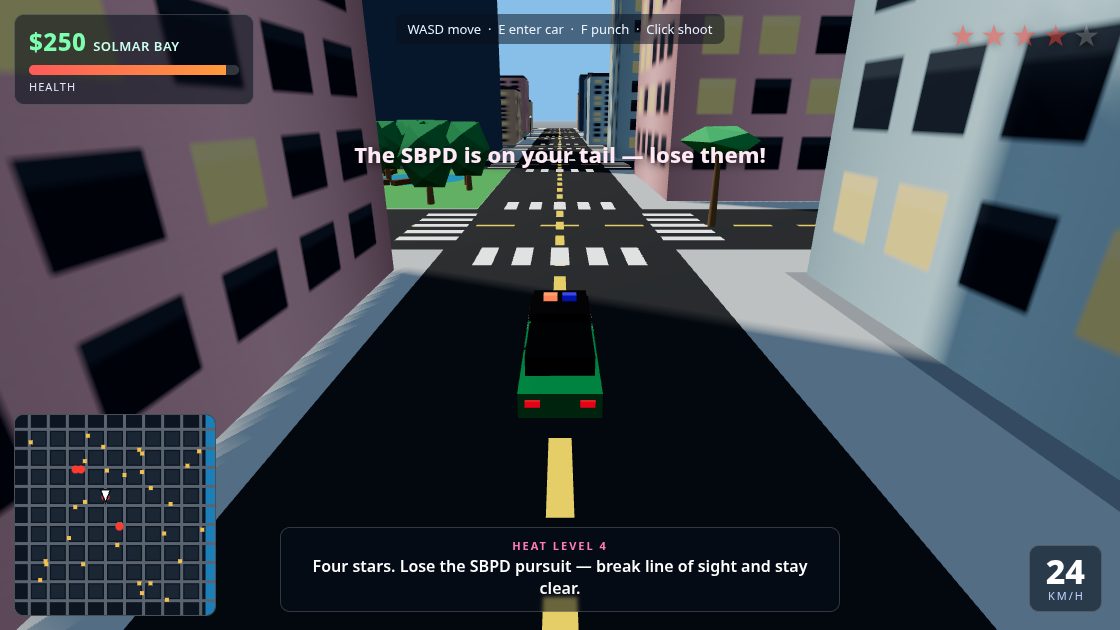 $250 SOLMAR BAY
HEALTH
WASD move · E enter car · F punch · Click shoot
The SBPD is on your tail — lose them!
HEAT LEVEL 4
Four stars. Lose the SBPD pursuit — break line of sight and stay
clear.
24
KM/H